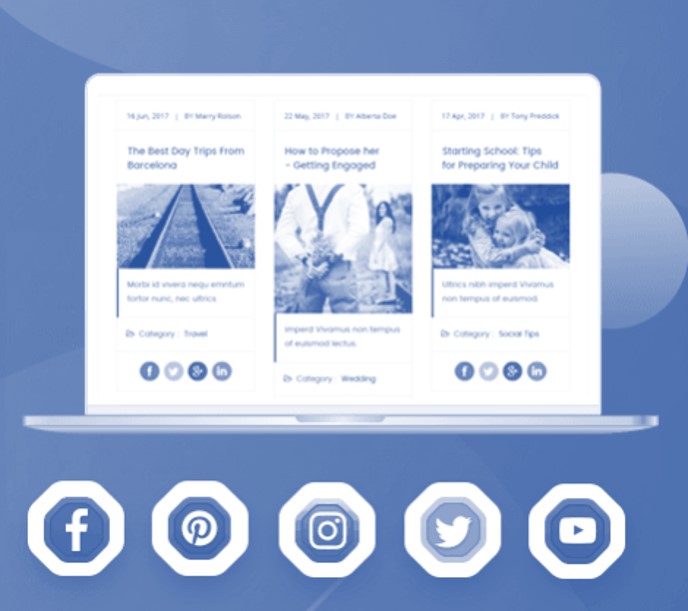 16 Jun, 2017 | BY Marry Rolson
The Best Day Trips From
Barcelona
Morbi id vivera nequ emntum
tortor nunc, nec ultrics
Category : Travel
22 May, 2017 | BY Alberta Doe
How to Propose her
- Getting Engaged
Imperd Vivamus non tempus
of euismod lectus.
Category : Wedding
17 Apr, 2017 | BY Tony Preddick
Starting School: Tips
for Preparing Your Child
Ultrics nibh imperd Vivamus
non tempus of euismod.
Category : Social Tips